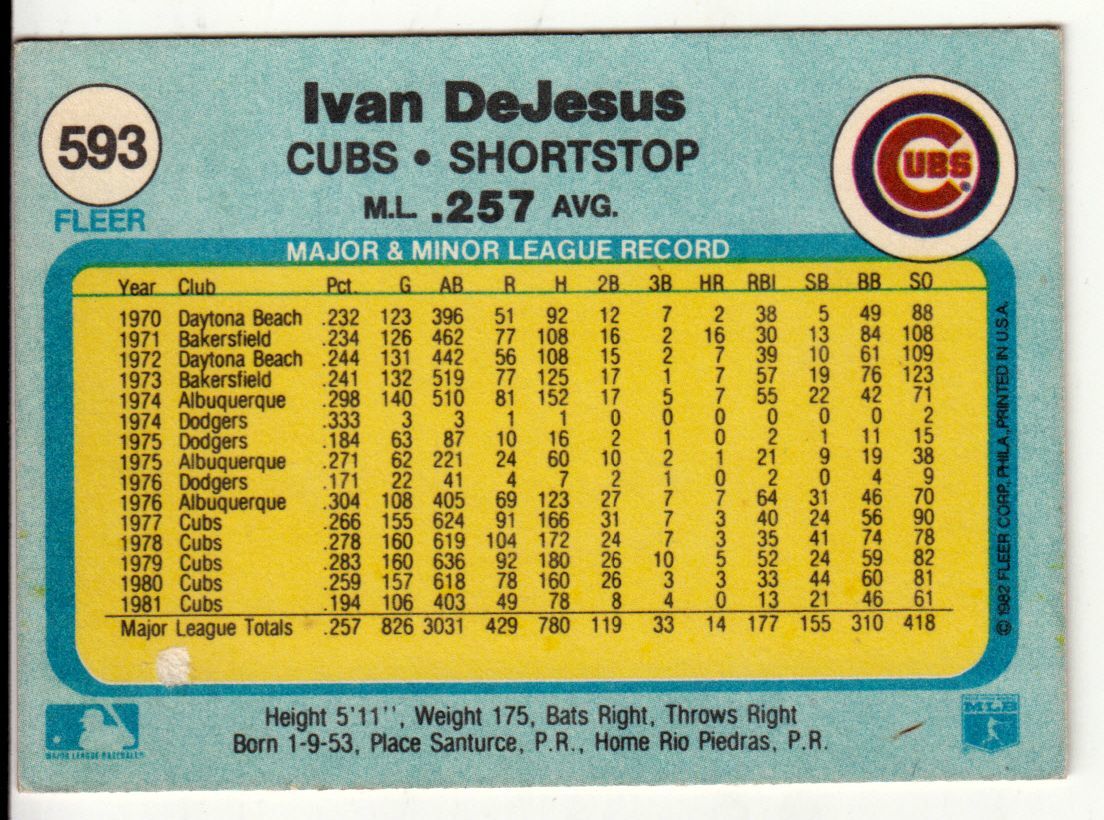 593
FLEER
Ivan DeJesus
CUBS • SHORTSTOP
M.L. .257 AVG.
CUBS
MAJOR & MINOR LEAGUE RECORD
Year Club Pct. G AB R H 2B 3B HR RBI SB BB SO
1970 Daytona Beach .232 123 396 51 92 12 7 2 38 5 49 88
1971 Bakersfield .234 126 462 77 108 16 2 16 30 13 84 108
1972 Daytona Beach .244 131 442 56 108 15 2 7 39 10 61 109
1973 Bakersfield .241 132 519 77 125 17 1 7 57 19 76 123
1974 Albuquerque .298 140 510 81 152 17 5 7 55 22 42 71
1974 Dodgers .333 3 3 1 1 0 0 0 0 0 0 2
1975 Dodgers .184 63 87 10 16 2 1 0 2 1 11 15
1975 Albuquerque .271 62 221 24 60 10 2 1 21 9 19 38
1976 Dodgers .171 22 41 4 7 2 1 0 2 0 4 9
1976 Albuquerque .304 108 405 69 123 27 7 7 64 31 46 70
1977 Cubs .266 155 624 91 166 31 7 3 40 24 56 90
1978 Cubs .278 160 619 104 172 24 7 3 35 41 74 78
1979 Cubs .283 160 636 92 180 26 10 5 52 24 59 82
1980 Cubs .259 157 618 78 160 26 3 3 33 44 60 81
1981 Cubs .194 106 403 49 78 8 4 0 13 21 46 61
Major League Totals .257 826 3031 429 780 119 33 14 177 155 310 418
© 1982 FLEER CORP., PHILA., PRINTED IN U.S.A.
Height 5'11'', Weight 175, Bats Right, Throws Right
Born 1-9-53, Place Santurce, P.R., Home Rio Piedras, P.R.
MAJOR LEAGUE BASEBALL
MLB